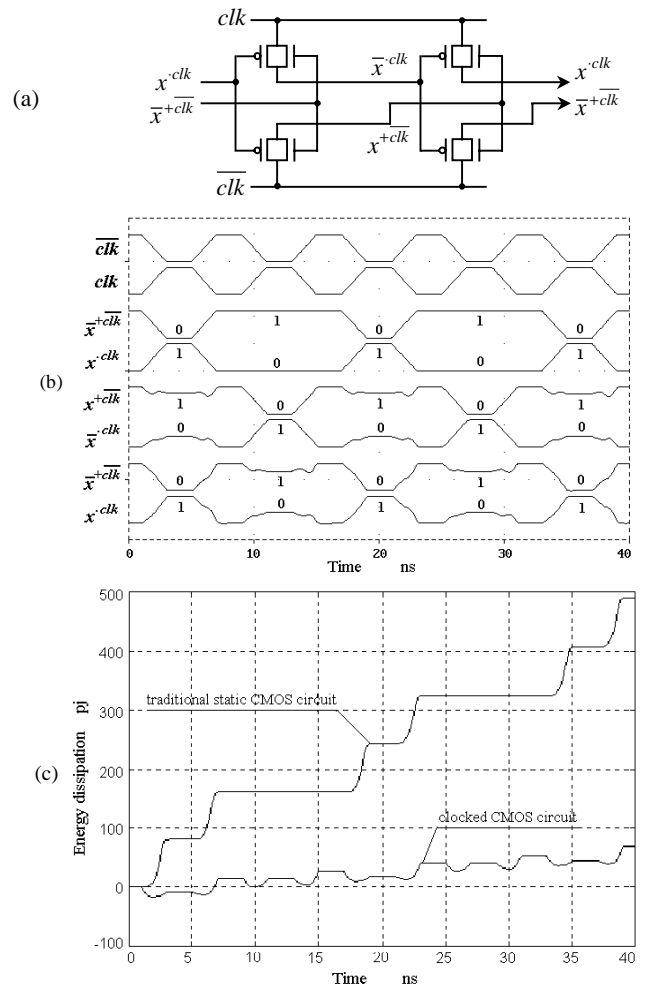 clk
x·clk
x̄·clk
x·clk
(a)
x̄+c̅l̅k̅
x+c̅l̅k̅
x̄+c̅l̅k̅
c̅l̅k̅
c̅l̅k̅
clk
x̄+c̅l̅k̅
0 1 0 1 0
x·clk
1 0 1 0 1
(b)
x+c̅l̅k̅
1 0 1 0 1
x̄·clk
0 1 0 1 0
x̄+c̅l̅k̅
0 1 0 1 0
x·clk
1 0 1 0 1
0 10 20 30 40
Time ns
500
400
300
200
100
0
-100
traditional static CMOS circuit
clocked CMOS circuit
(c)
Energy dissipation pj
0 5 10 15 20 25 30 35 40
Time ns